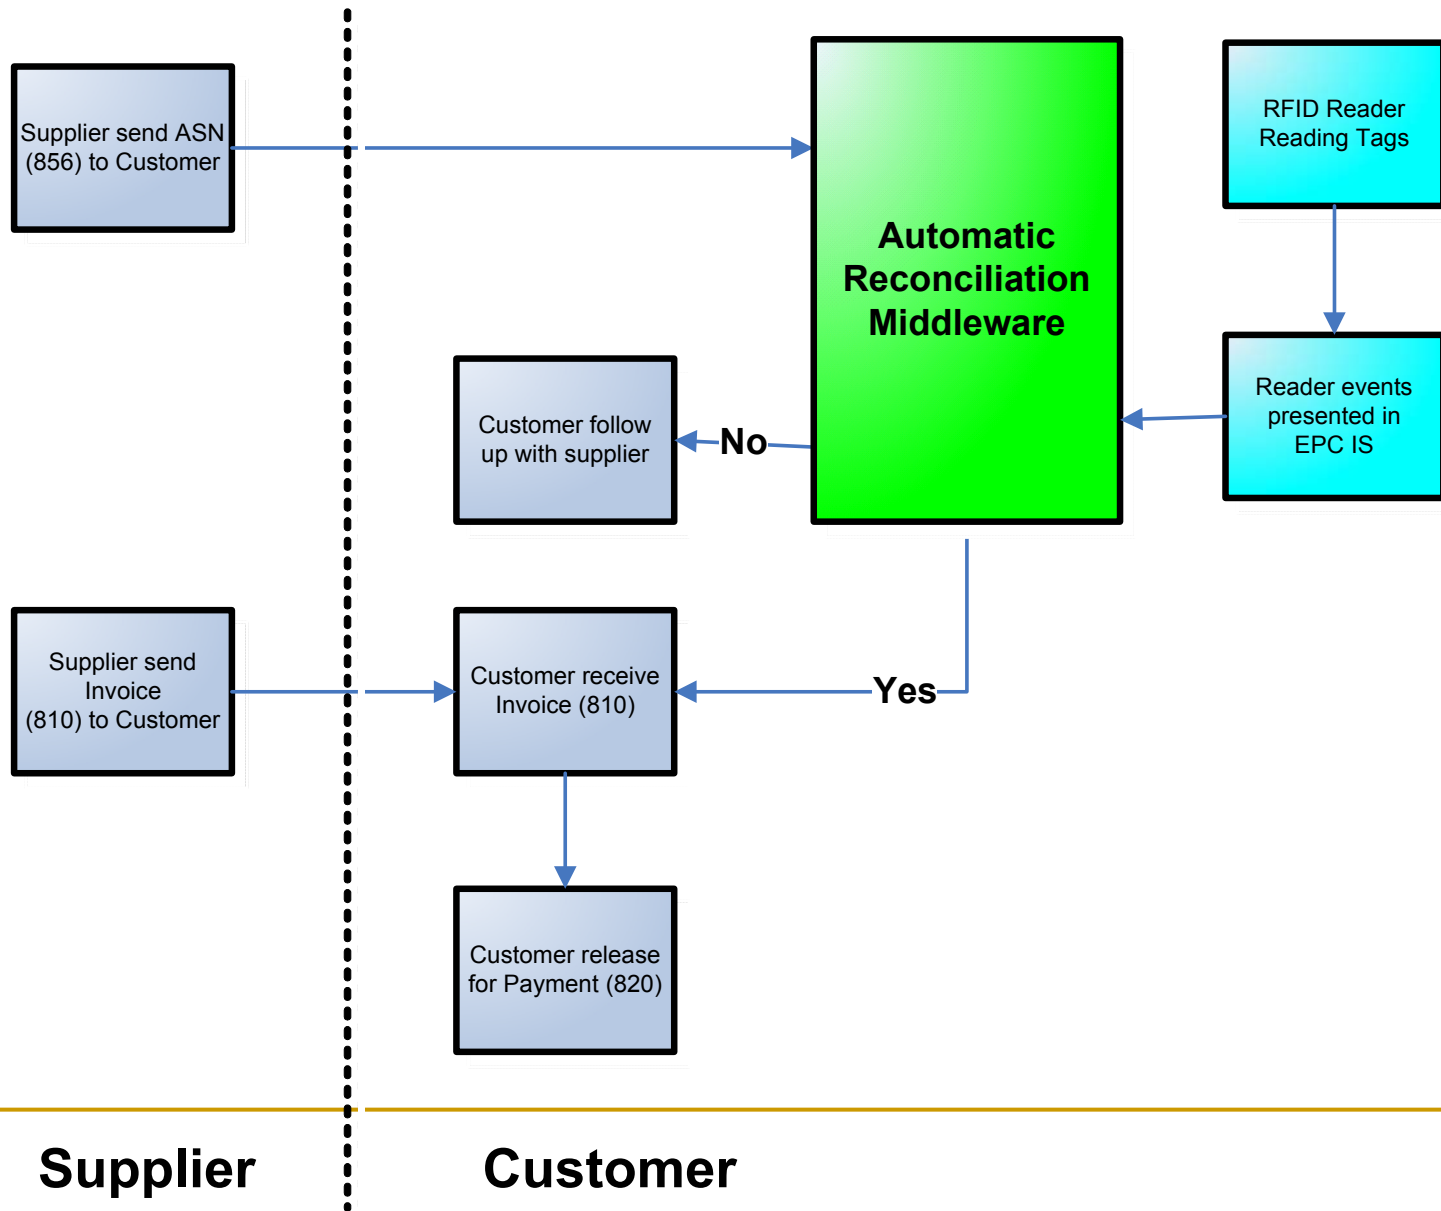 Supplier send ASN
(856) to Customer
Automatic
Reconciliation
Middleware
RFID Reader
Reading Tags
Reader events
presented in
EPC IS
Customer follow
up with supplier
No
Supplier send
Invoice
(810) to Customer
Customer receive
Invoice (810)
Yes
Customer release
for Payment (820)
Supplier
Customer